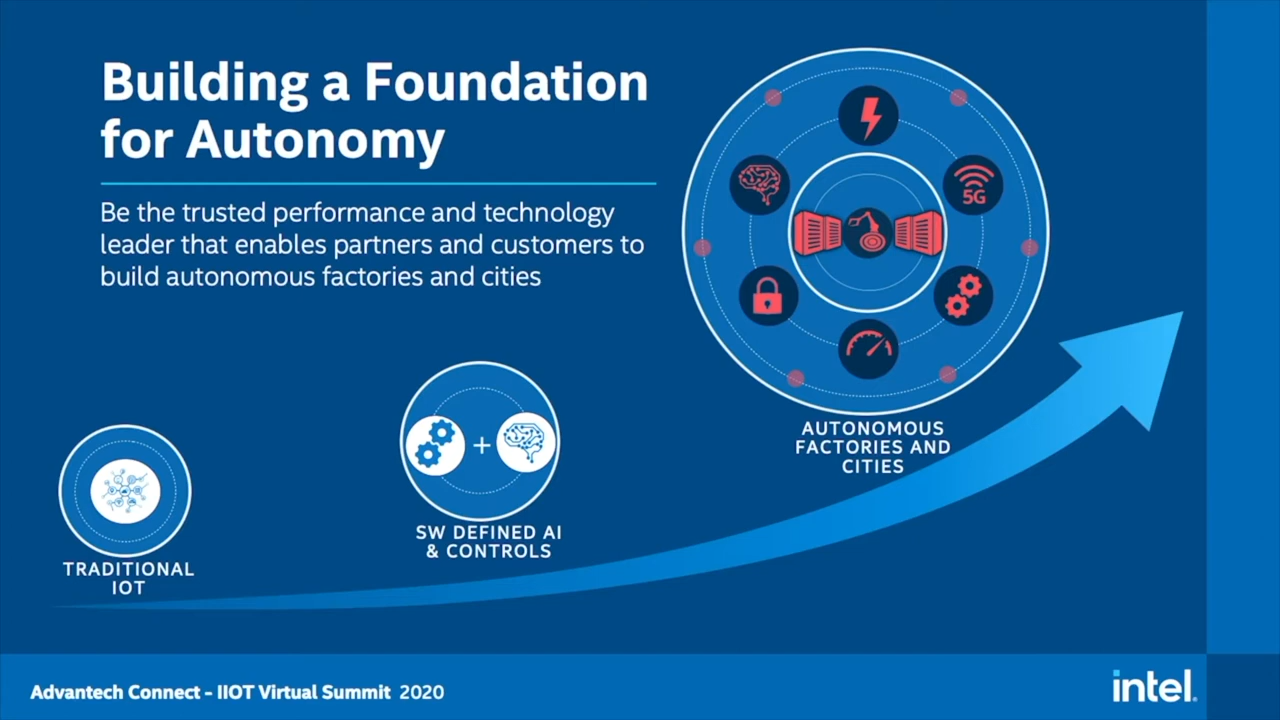 Building a Foundation
for Autonomy
Be the trusted performance and technology
leader that enables partners and customers to
build autonomous factories and cities
5G
AUTONOMOUS
FACTORIES AND
CITIES
SW DEFINED AI
& CONTROLS
TRADITIONAL
IOT
Advantech Connect - IIOT Virtual Summit 2020
intel.